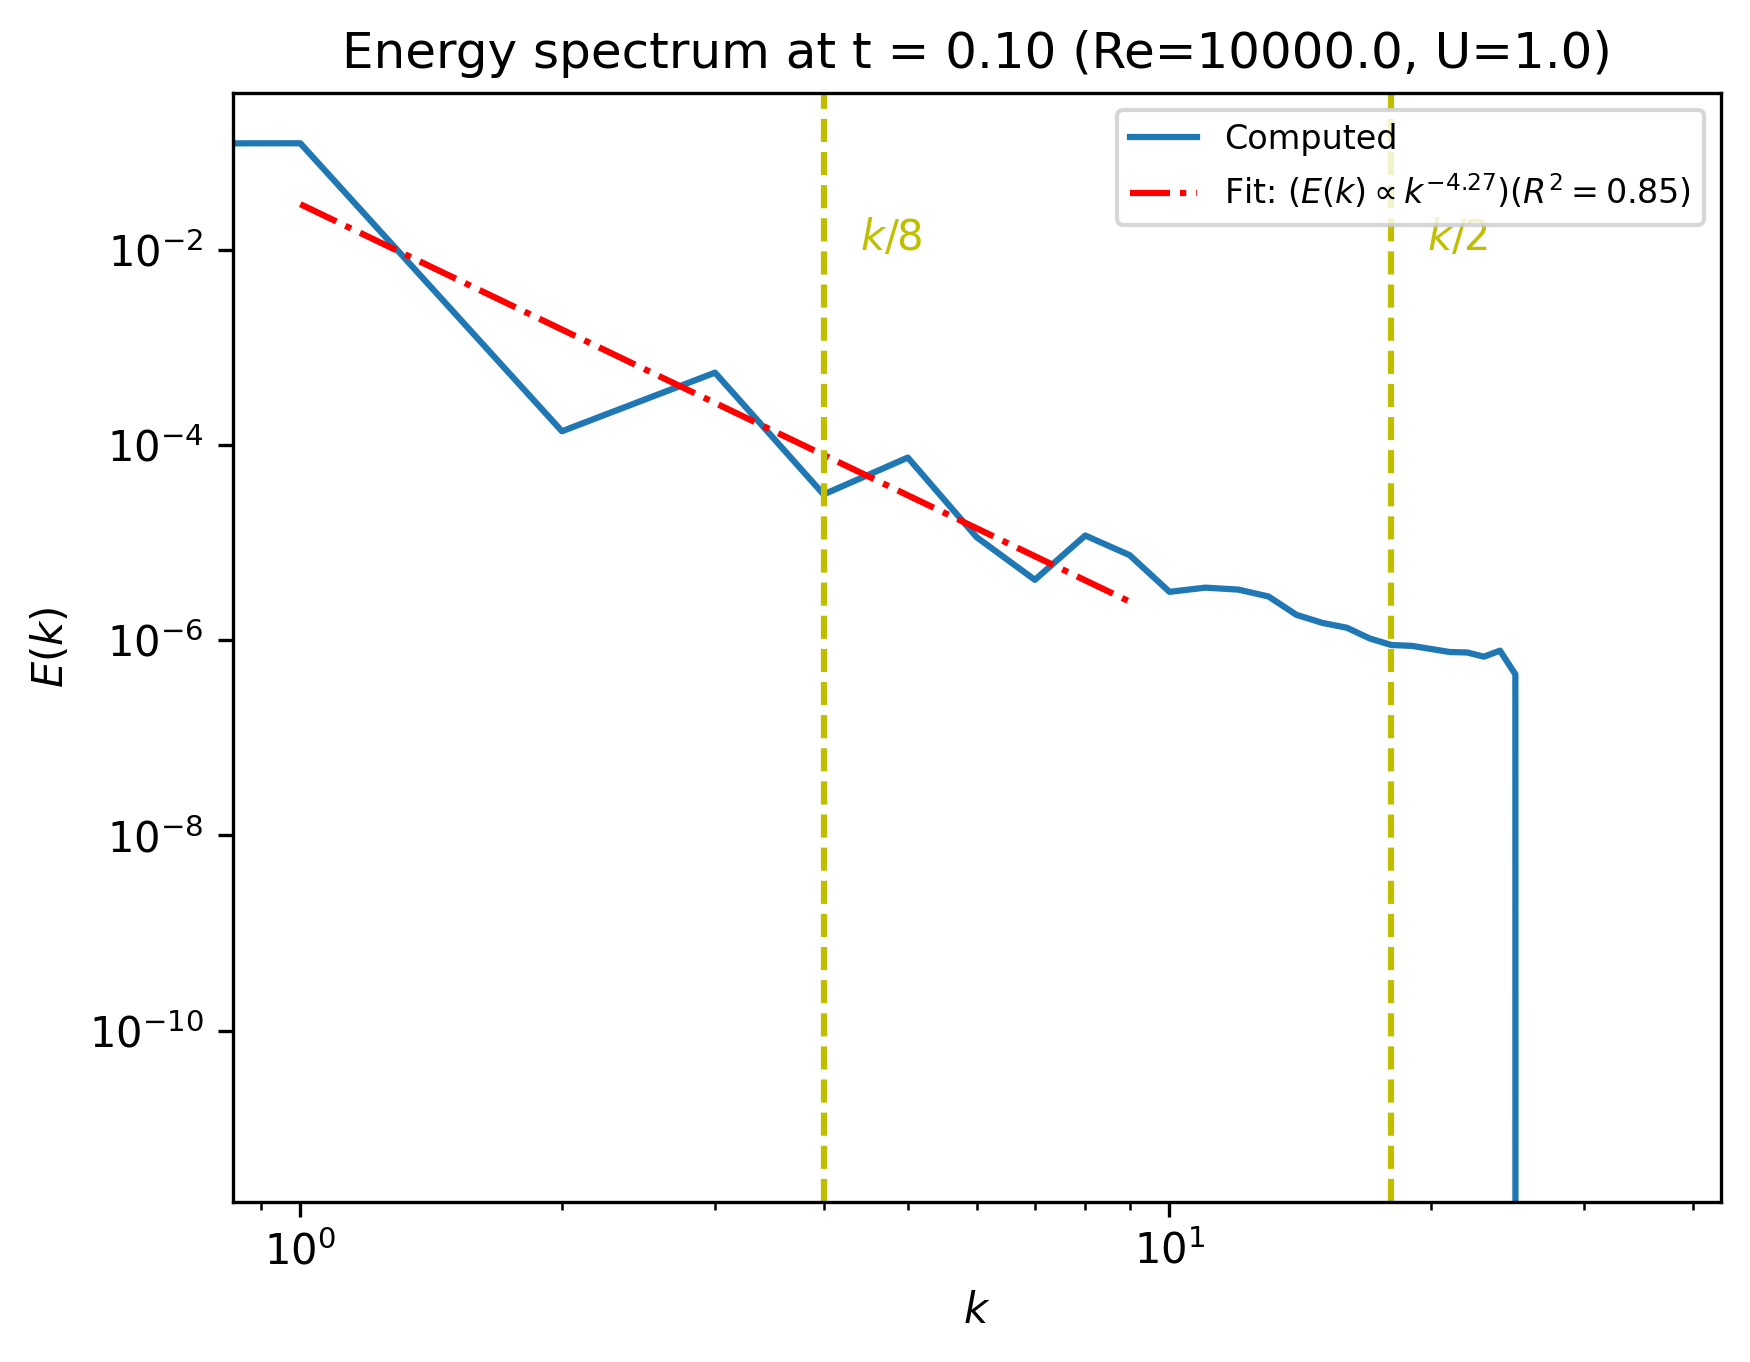 Energy spectrum at t = 0.10 (Re=10000.0, U=1.0)
Computed
Fit: (E(k) ∝ k^{-4.27})(R^2 = 0.85)
k/8
k/2
10^{-2}
10^{-4}
10^{-6}
10^{-8}
10^{-10}
E(k)
10^0
10^1
k